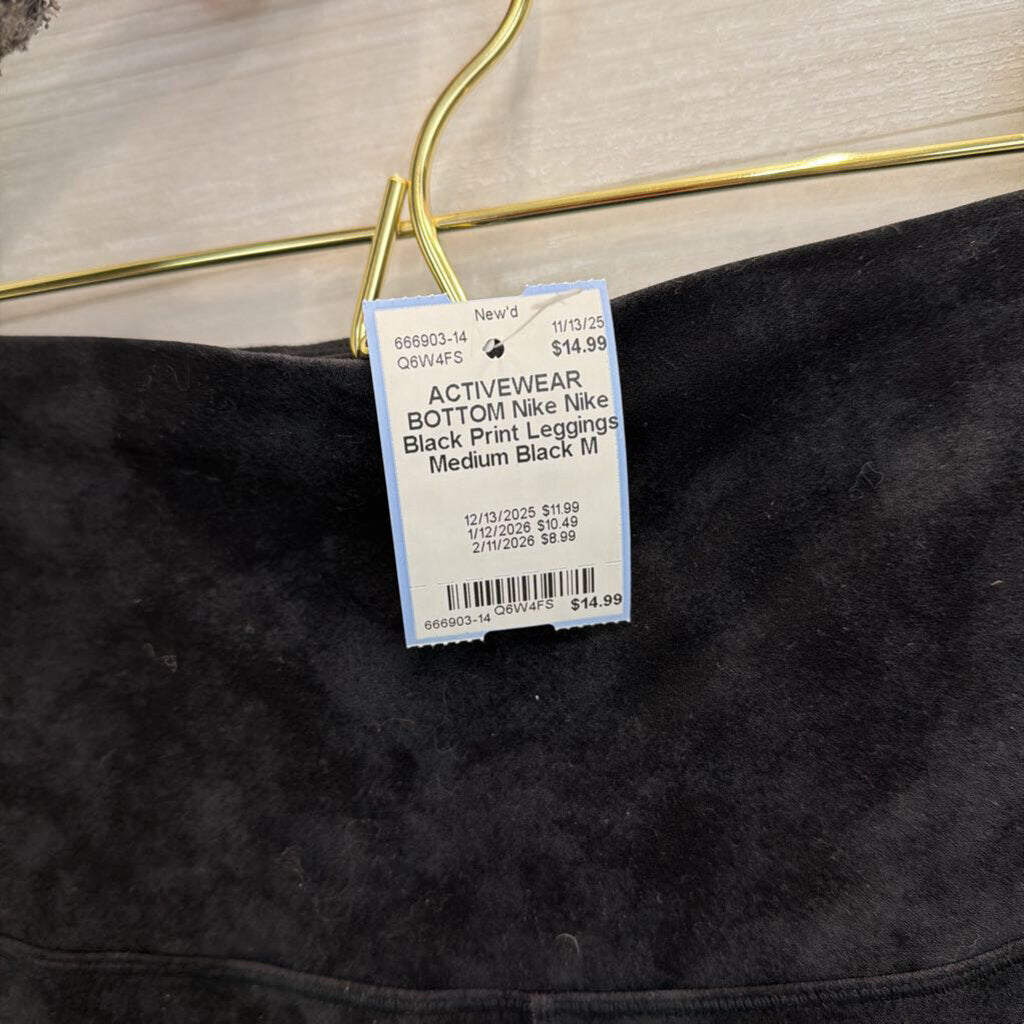 New'd
666903-14 11/13/25
Q6W4FS $14.99
ACTIVEWEAR
BOTTOM Nike Nike
Black Print Leggings
Medium Black M
12/13/2025 $11.99
1/12/2026 $10.49
2/11/2026 $8.99
666903-14 Q6W4FS $14.99